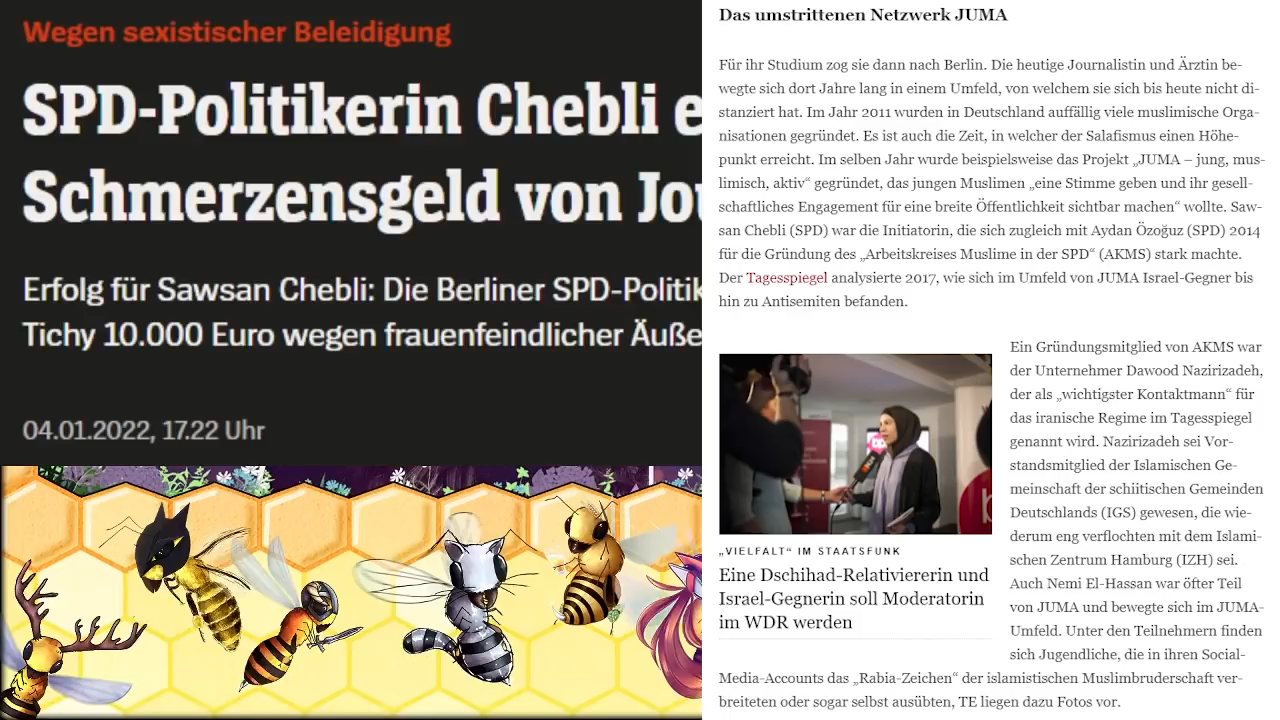 Wegen sexistischer Beleidigung
SPD-Politikerin Chebli e
Schmerzensgeld von Jou
Erfolg für Sawsan Chebli: Die Berliner SPD-Politik
Tichy 10.000 Euro wegen frauenfeindlicher Äuße
04.01.2022, 17.22 Uhr
Das umstrittenen Netzwerk JUMA
Für ihr Studium zog sie dann nach Berlin. Die heutige Journalistin und Ärztin be-
wegte sich dort Jahre lang in einem Umfeld, von welchem sie sich bis heute nicht di-
stanziert hat. Im Jahr 2011 wurden in Deutschland auffällig viele muslimische Orga-
nisationen gegründet. Es ist auch die Zeit, in welcher der Salafismus einen Höhe-
punkt erreicht. Im selben Jahr wurde beispielsweise das Projekt „JUMA – jung, mus-
limisch, aktiv“ gegründet, das jungen Muslimen „eine Stimme geben und ihr gesell-
schaftliches Engagement für eine breite Öffentlichkeit sichtbar machen“ wollte. Saw-
san Chebli (SPD) war die Initiatorin, die sich zugleich mit Aydan Özoğuz (SPD) 2014
für die Gründung des „Arbeitskreises Muslime in der SPD“ (AKMS) stark machte.
Der Tagesspiegel analysierte 2017, wie sich im Umfeld von JUMA Israel-Gegner bis
hin zu Antisemiten befanden.
Ein Gründungsmitglied von AKMS war
der Unternehmer Dawood Nazirizadeh,
der als „wichtigster Kontaktmann“ für
das iranische Regime im Tagesspiegel
genannt wird. Nazirizadeh sei Vor-
standsmitglied der Islamischen Ge-
meinschaft der schiitischen Gemeinden
Deutschlands (IGS) gewesen, die wie-
derum eng verflochten mit dem Islami-
schen Zentrum Hamburg (IZH) sei.
Auch Nemi El-Hassan war öfter Teil
von JUMA und bewegte sich im JUMA-
Umfeld. Unter den Teilnehmern finden
sich Jugendliche, die in ihren Social-
Media-Accounts das „Rabia-Zeichen“ der islamistischen Muslimbruderschaft ver-
breiteten oder sogar selbst ausübten, TE liegen dazu Fotos vor.
„VIELFALT“ IM STAATSFUNK
Eine Dschihad-Relativiererin und
Israel-Gegnerin soll Moderatorin
im WDR werden